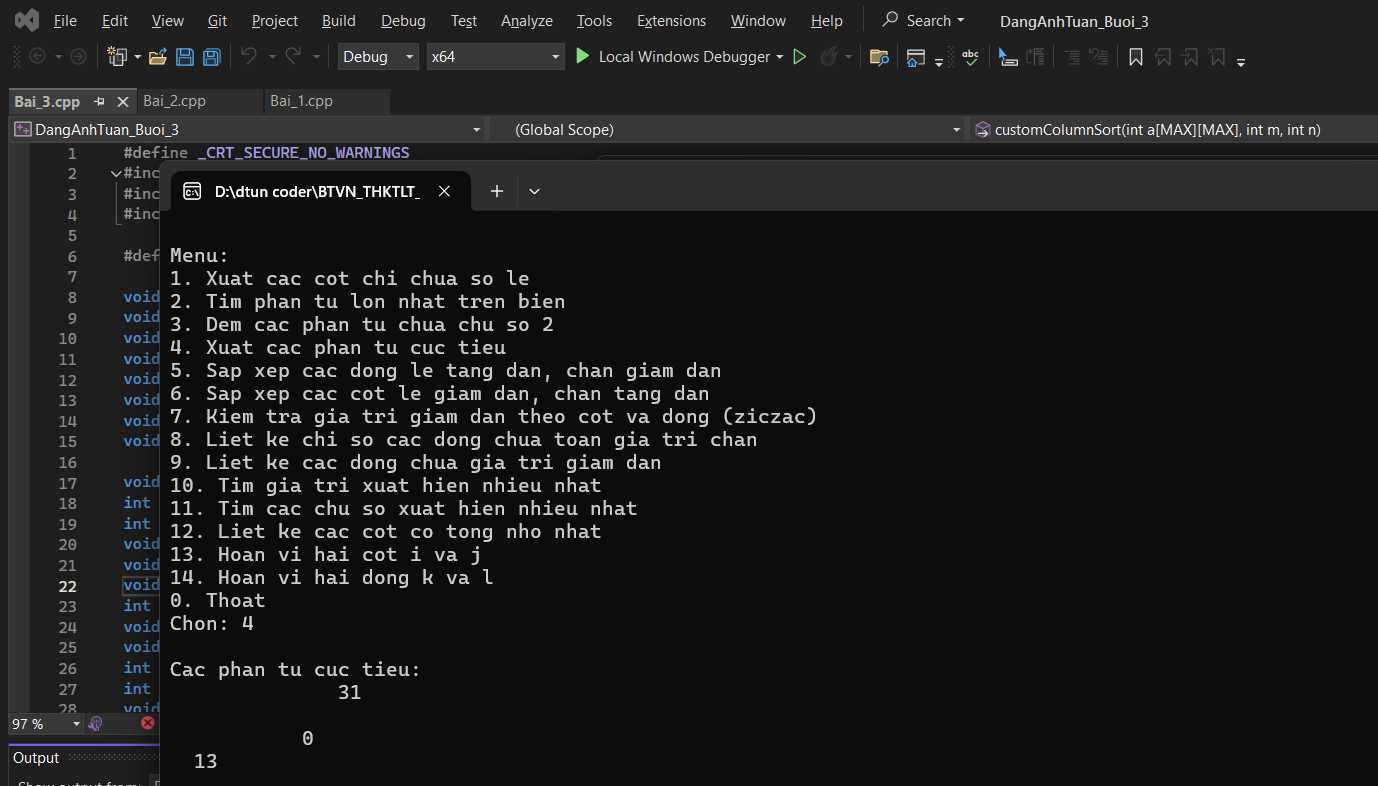 File Edit View Git Project Build Debug Test Analyze Tools Extensions Window Help Search DangAnhTuan_Buoi_3
Debug x64 Local Windows Debugger abc
Bai_3.cpp Bai_2.cpp Bai_1.cpp
DangAnhTuan_Buoi_3 (Global Scope) customColumnSort(int a[MAX][MAX], int m, int n)
1 #define _CRT_SECURE_NO_WARNINGS
2 #inc
3 #inc
4 #inc
5
6 #def
7
8 void
9 void
10 void
11 void
12 void
13 void
14 void
15 void
16
17 void
18 int
19 int
20 void
21 void
22 void
23 int
24 void
25 void
26 int
27 int
28 void
97 %
Output
Show output from:
D:\dtun coder\BTVN_THKTLT_
Menu:
1. Xuat cac cot chi chua so le
2. Tim phan tu lon nhat tren bien
3. Dem cac phan tu chua chu so 2
4. Xuat cac phan tu cuc tieu
5. Sap xep cac dong le tang dan, chan giam dan
6. Sap xep cac cot le giam dan, chan tang dan
7. Kiem tra gia tri giam dan theo cot va dong (ziczac)
8. Liet ke chi so cac dong chua toan gia tri chan
9. Liet ke cac dong chua gia tri giam dan
10. Tim gia tri xuat hien nhieu nhat
11. Tim cac chu so xuat hien nhieu nhat
12. Liet ke cac cot co tong nho nhat
13. Hoan vi hai cot i va j
14. Hoan vi hai dong k va l
0. Thoat
Chon: 4
Cac phan tu cuc tieu:
31
0
13